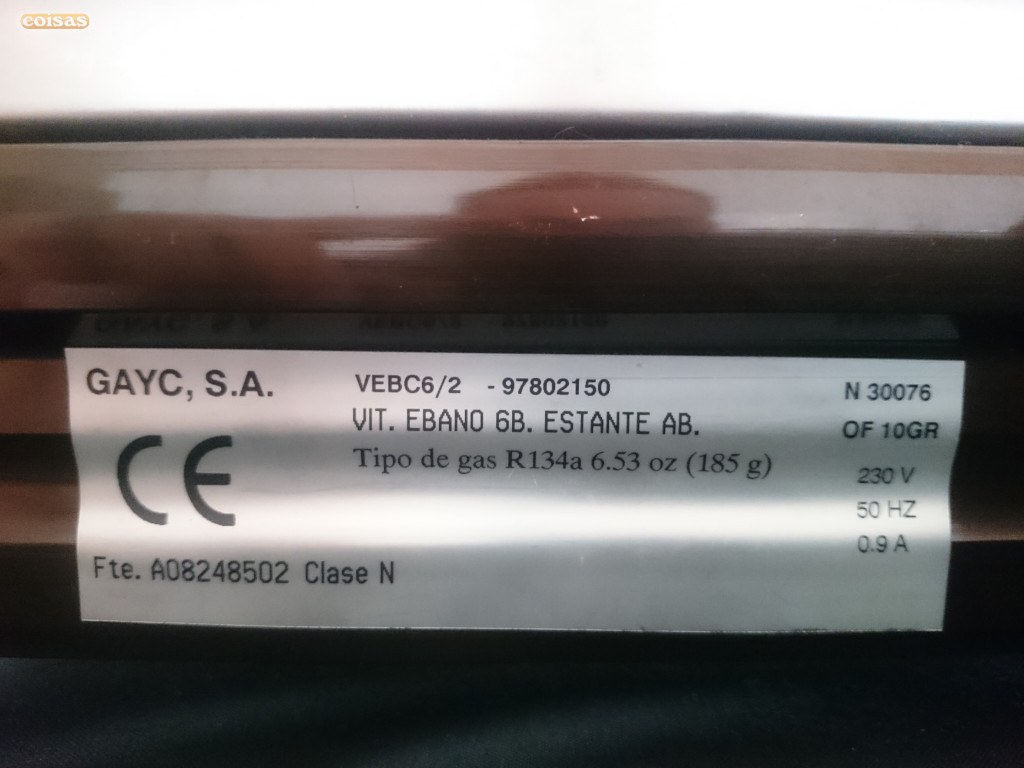 coisas
GAYC, S.A.
VEBC6/2 - 97802150
N 30076
VIT. EBANO 6B. ESTANTE AB.
OF 10GR
Tipo de gas R134a 6.53 oz (185 g)
230 V
CE
50 HZ
0.9 A
Fte. A08248502 Clase N